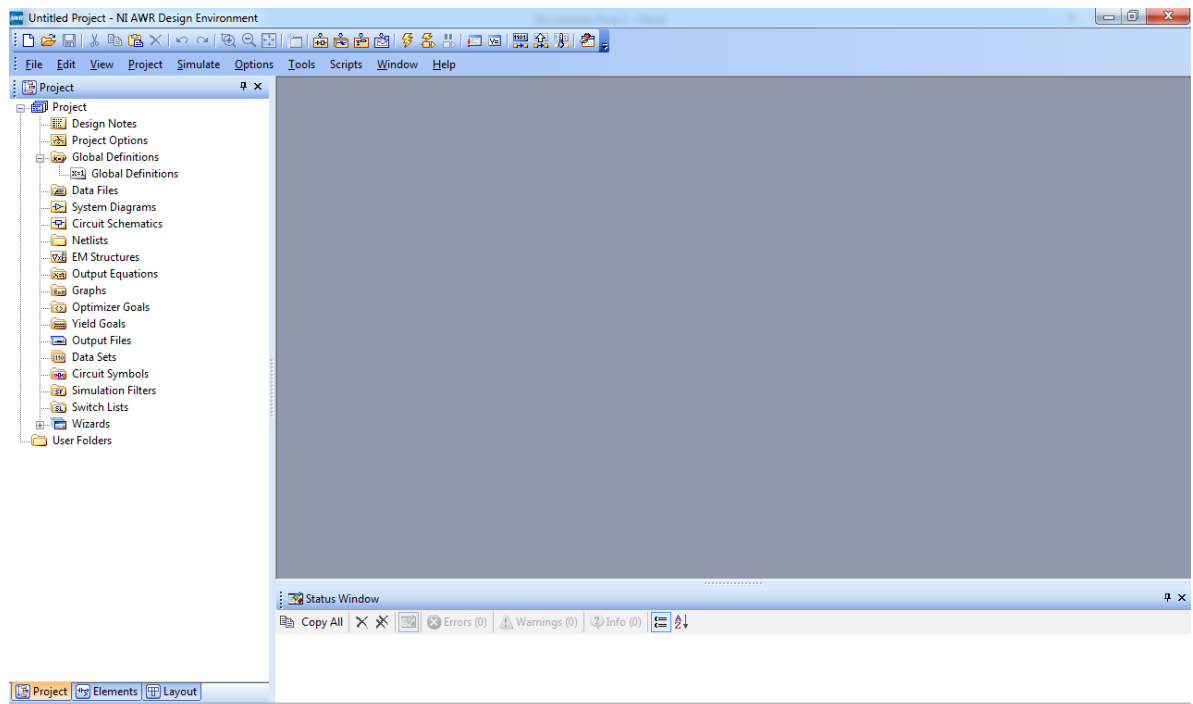 Untitled Project - NI AWR Design Environment
File Edit View Project Simulate Options Tools Scripts Window Help
Project
Project
Design Notes
Project Options
Global Definitions
Global Definitions
Data Files
System Diagrams
Circuit Schematics
Netlists
EM Structures
Output Equations
Graphs
Optimizer Goals
Yield Goals
Output Files
Data Sets
Circuit Symbols
Simulation Filters
Switch Lists
Wizards
User Folders
Status Window
Copy All Errors (0) Warnings (0) Info (0)
Project Elements Layout